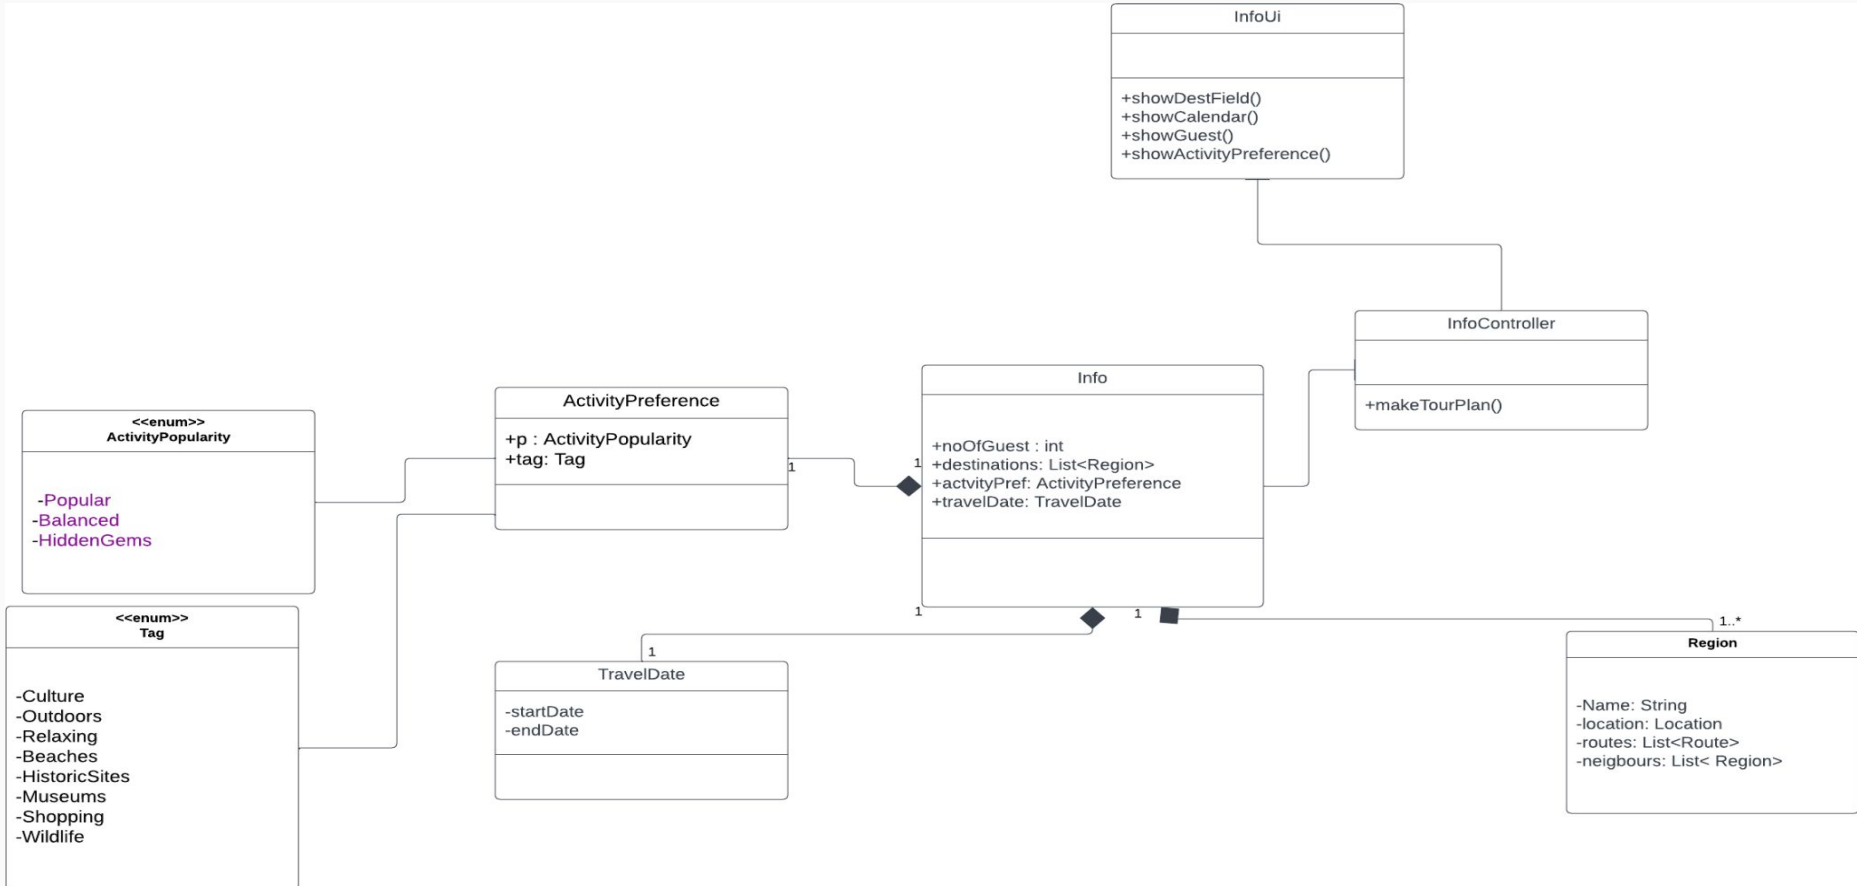 InfoUi
+showDestField()
+showCalendar()
+showGuest()
+showActivityPreference()
InfoController
+makeTourPlan()
Info
+noOfGuest : int
+destinations: List<Region>
+actvityPref: ActivityPreference
+travelDate: TravelDate
ActivityPreference
+p : ActivityPopularity
+tag: Tag
1
1
<<enum>>
ActivityPopularity
-Popular
-Balanced
-HiddenGems
<<enum>>
Tag
-Culture
-Outdoors
-Relaxing
-Beaches
-HistoricSites
-Museums
-Shopping
-Wildlife
1
1
TravelDate
-startDate
-endDate
1
1..*
Region
-Name: String
-location: Location
-routes: List<Route>
-neigbours: List< Region>